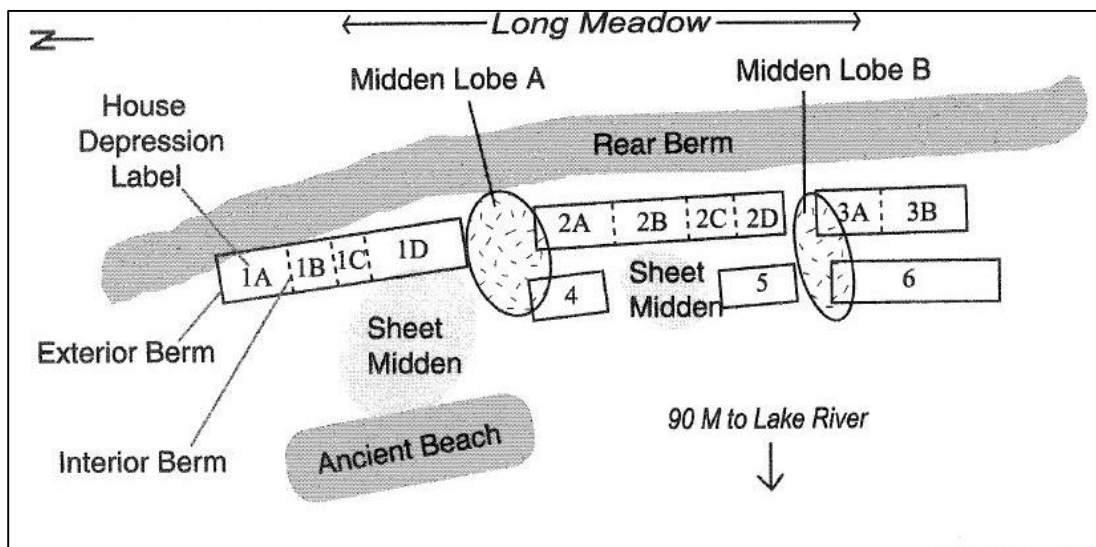 Long Meadow
N
Midden Lobe A
Midden Lobe B
House
Depression
Label
Rear Berm
1A
1B
1C
1D
2A
2B
2C
2D
3A
3B
4
Sheet
Midden
5
6
Sheet
Midden
Exterior Berm
Interior Berm
Ancient Beach
90 M to Lake River